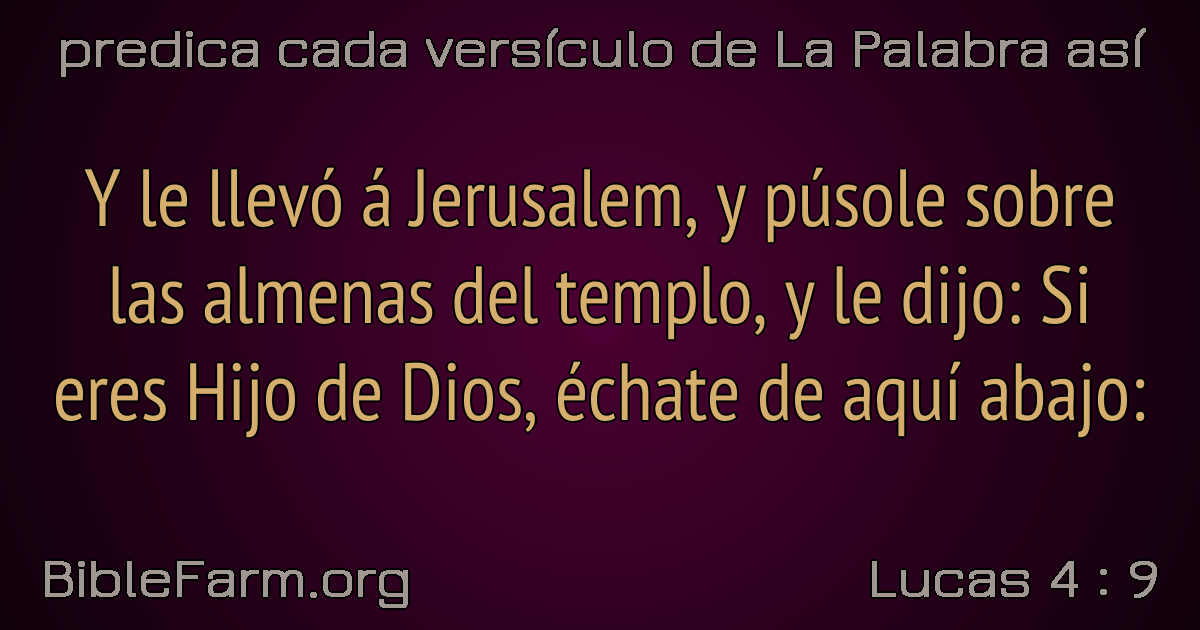 predica cada versículo de La Palabra así
Y le llevó á Jerusalem, y púsole sobre
las almenas del templo, y le dijo: Si
eres Hijo de Dios, échate de aquí abajo:
BibleFarm.org
Lucas 4 : 9